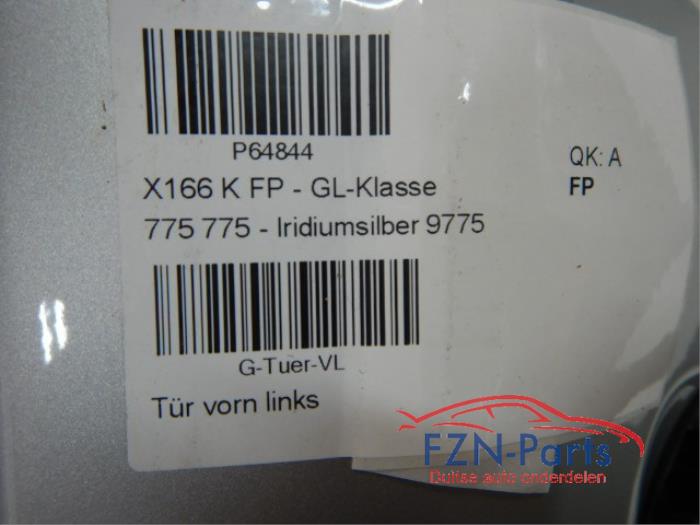 P64844
QK: A
X166 K FP - GL-Klasse
FP
775 775 - Iridiumsilber 9775
G-Tuer-VL
Tür vorn links
FZN-Parts
Duitse auto onderdelen